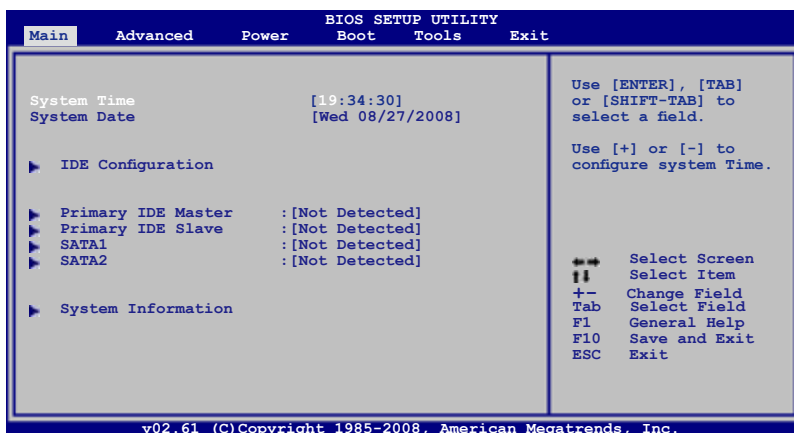 BIOS SETUP UTILITY
Main Advanced Power Boot Tools Exit
System Time [19:34:30]
System Date [Wed 08/27/2008]
IDE Configuration
Primary IDE Master :[Not Detected]
Primary IDE Slave :[Not Detected]
SATA1 :[Not Detected]
SATA2 :[Not Detected]
System Information
Use [ENTER], [TAB]
or [SHIFT-TAB] to
select a field.
Use [+] or [-] to
configure system Time.
←→ Select Screen
↑↓ Select Item
+- Change Field
Tab Select Field
F1 General Help
F10 Save and Exit
ESC Exit
v02.61 (C)Copyright 1985-2008, American Megatrends, Inc.